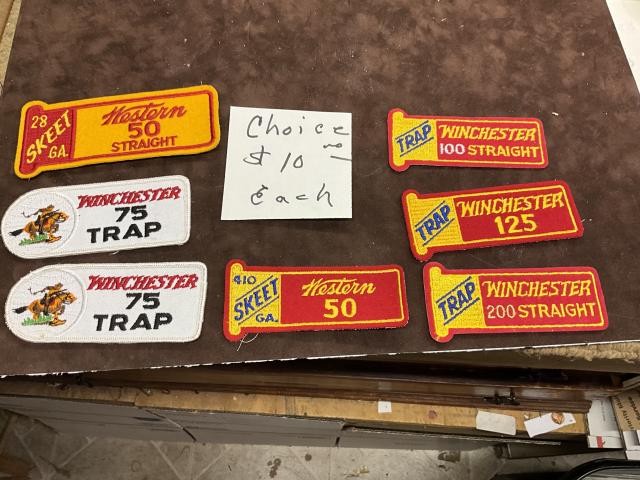 28
SKEET
GA.
Western
50
STRAIGHT
Choice
$10.00
Each
TRAP
WINCHESTER
100 STRAIGHT
WINCHESTER
75
TRAP
TRAP
WINCHESTER
125
WINCHESTER
75
TRAP
410
SKEET
GA.
Western
50
TRAP
WINCHESTER
200 STRAIGHT